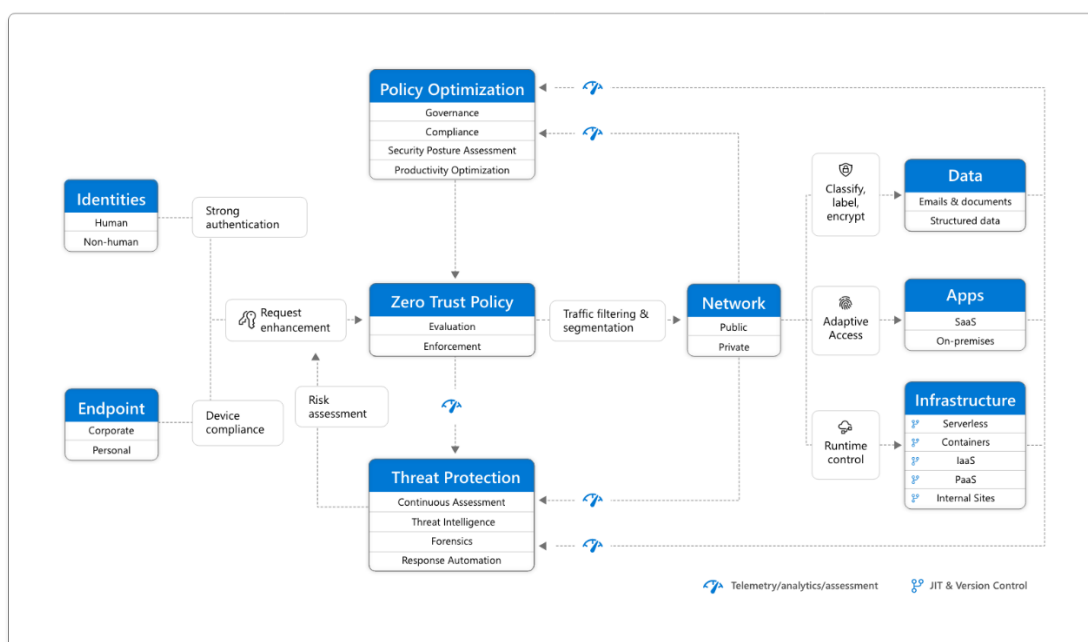 Policy Optimization
Governance
Compliance
Security Posture Assessment
Productivity Optimization
Identities
Human
Non-human
Strong
authentication
Endpoint
Corporate
Personal
Device
compliance
Request
enhancement
Risk
assessment
Zero Trust Policy
Evaluation
Enforcement
Threat Protection
Continuous Assessment
Threat Intelligence
Forensics
Response Automation
Traffic filtering &
segmentation
Network
Public
Private
Classify,
label,
encrypt
Data
Emails & documents
Structured data
Adaptive
Access
Apps
SaaS
On-premises
Runtime
control
Infrastructure
Serverless
Containers
IaaS
PaaS
Internal Sites
Telemetry/analytics/assessment
JIT & Version Control